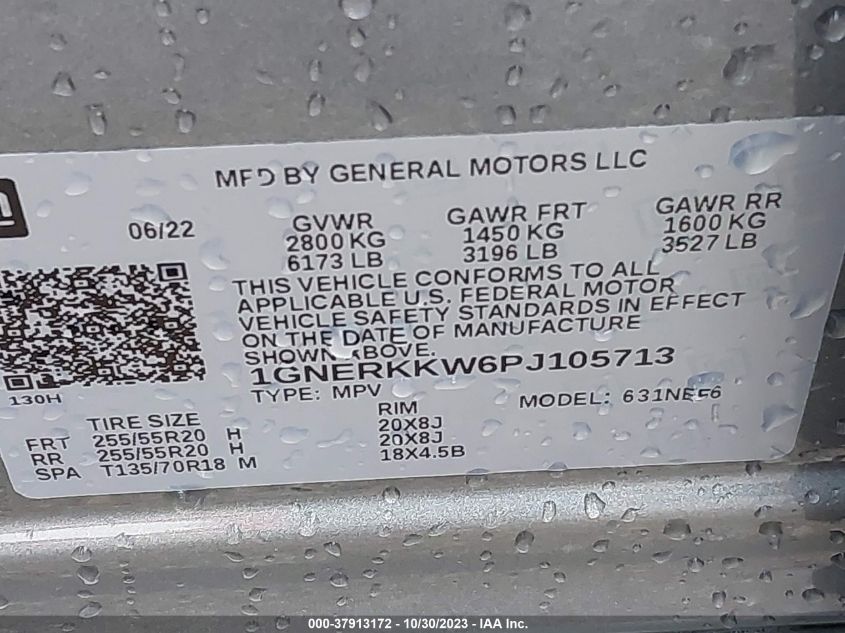 MFD BY GENERAL MOTORS LLC
06/22
GVWR GAWR FRT GAWR RR
2800 KG 1450 KG 1600 KG
6173 LB 3196 LB 3527 LB
THIS VEHICLE CONFORMS TO ALL
APPLICABLE U.S. FEDERAL MOTOR
VEHICLE SAFETY STANDARDS IN EFFECT
ON THE DATE OF MANUFACTURE
SHOWN ABOVE.
1GNERKKW6PJ105713
TYPE: MPV MODEL:
130H
TIRE SIZE RIM
FRT 255/55R20 H 20X8J
RR 255/55R20 H 20X8J
SPA T135/70R18 M 18X4.5B
000-37913172 - 10/30/2023 - IAA Inc.